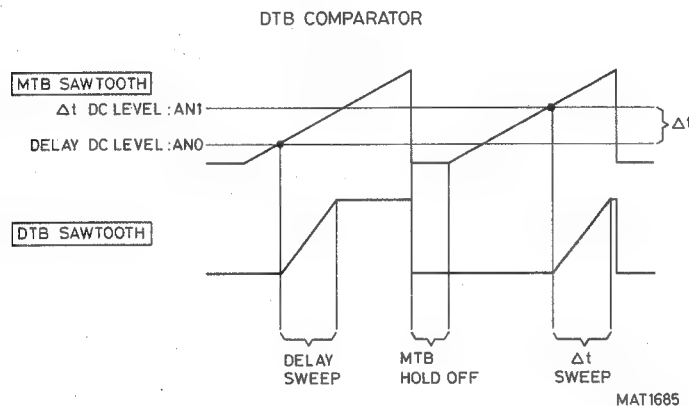 DTB COMPARATOR
MTB SAWTOOTH
Δt DC LEVEL : AN1
Δt
DELAY DC LEVEL : AN0
DTB SAWTOOTH
DELAY
SWEEP
MTB
HOLD OFF
Δt
SWEEP
MAT1685